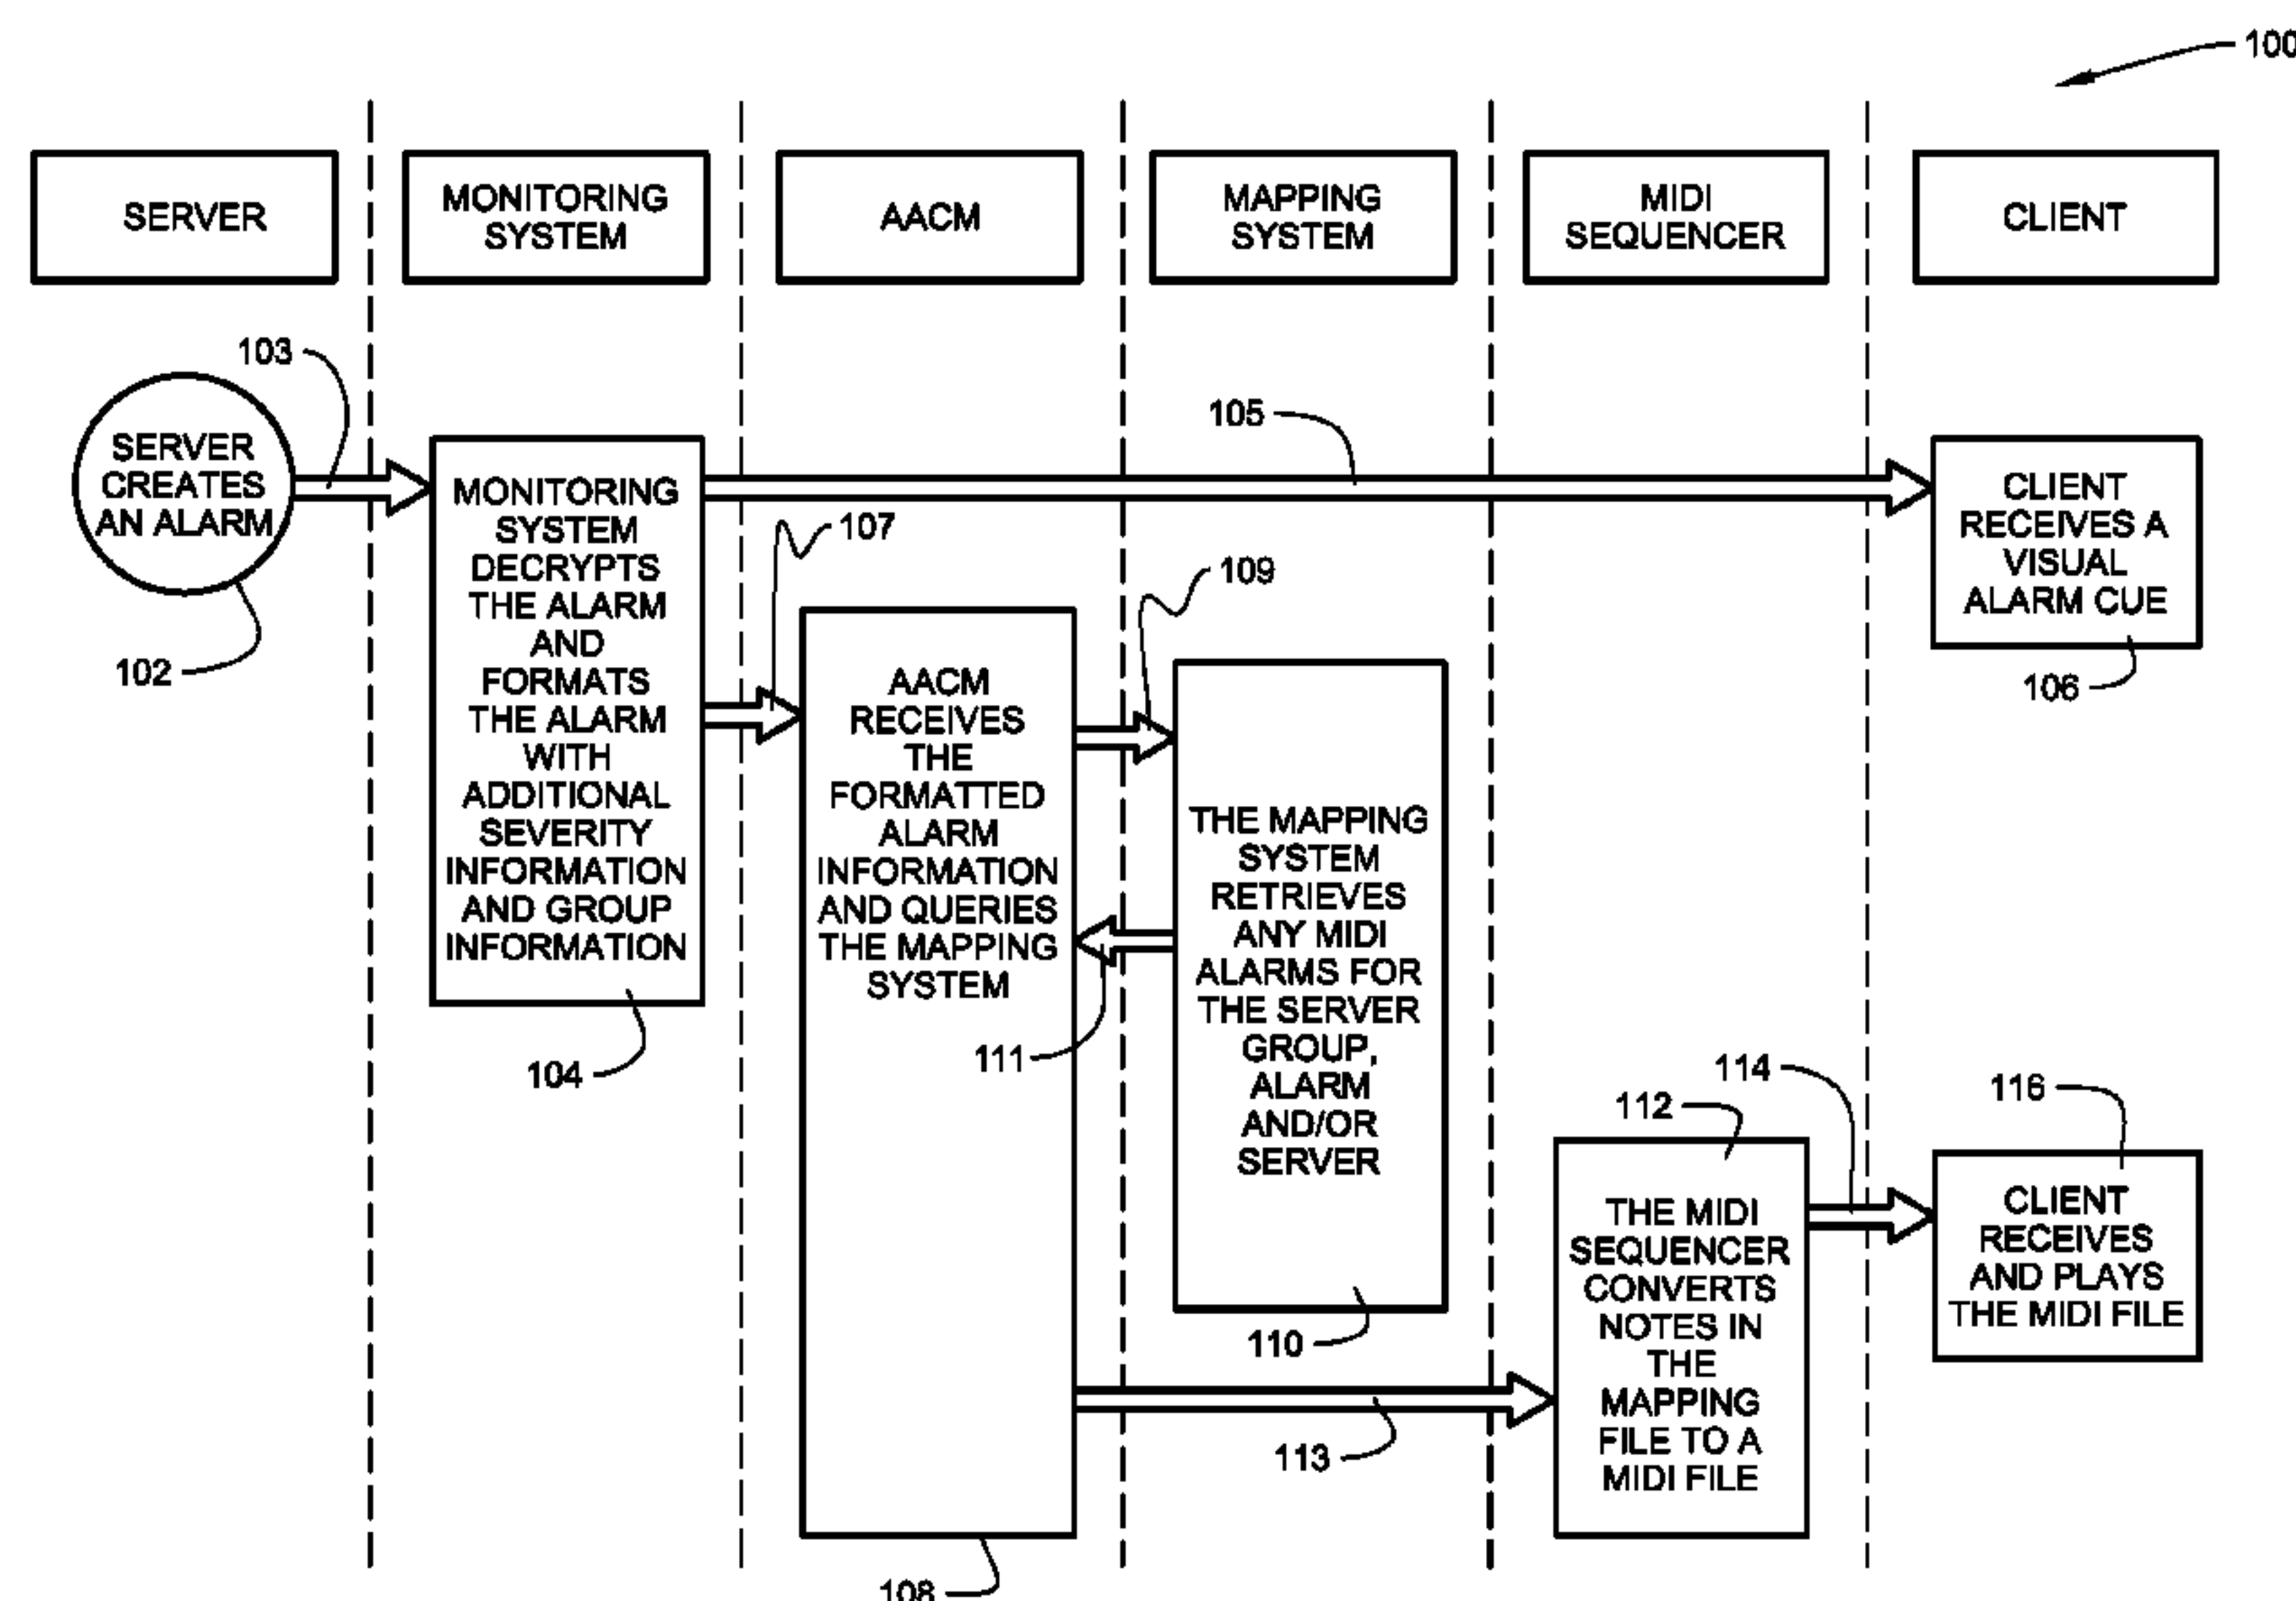 100
SERVER
MONITORING
SYSTEM
AACM
MAPPING
SYSTEM
MIDI
SEQUENCER
CLIENT
103
SERVER
CREATES
AN ALARM
102
MONITORING
SYSTEM
DECRYPTS
THE ALARM
AND
FORMATS
THE ALARM
WITH
ADDITIONAL
SEVERITY
INFORMATION
AND GROUP
INFORMATION
104
105
CLIENT
RECEIVES A
VISUAL
ALARM CUE
106
107
AACM
RECEIVES
THE
FORMATTED
ALARM
INFORMATION
AND QUERIES
THE MAPPING
SYSTEM
108
109
THE MAPPING
SYSTEM
RETRIEVES
ANY MIDI
ALARMS FOR
THE SERVER
GROUP,
ALARM
AND/OR
SERVER
110
111
113
112
THE MIDI
SEQUENCER
CONVERTS
NOTES IN
THE
MAPPING
FILE TO A
MIDI FILE
114
116
CLIENT
RECEIVES
AND PLAYS
THE MIDI FILE